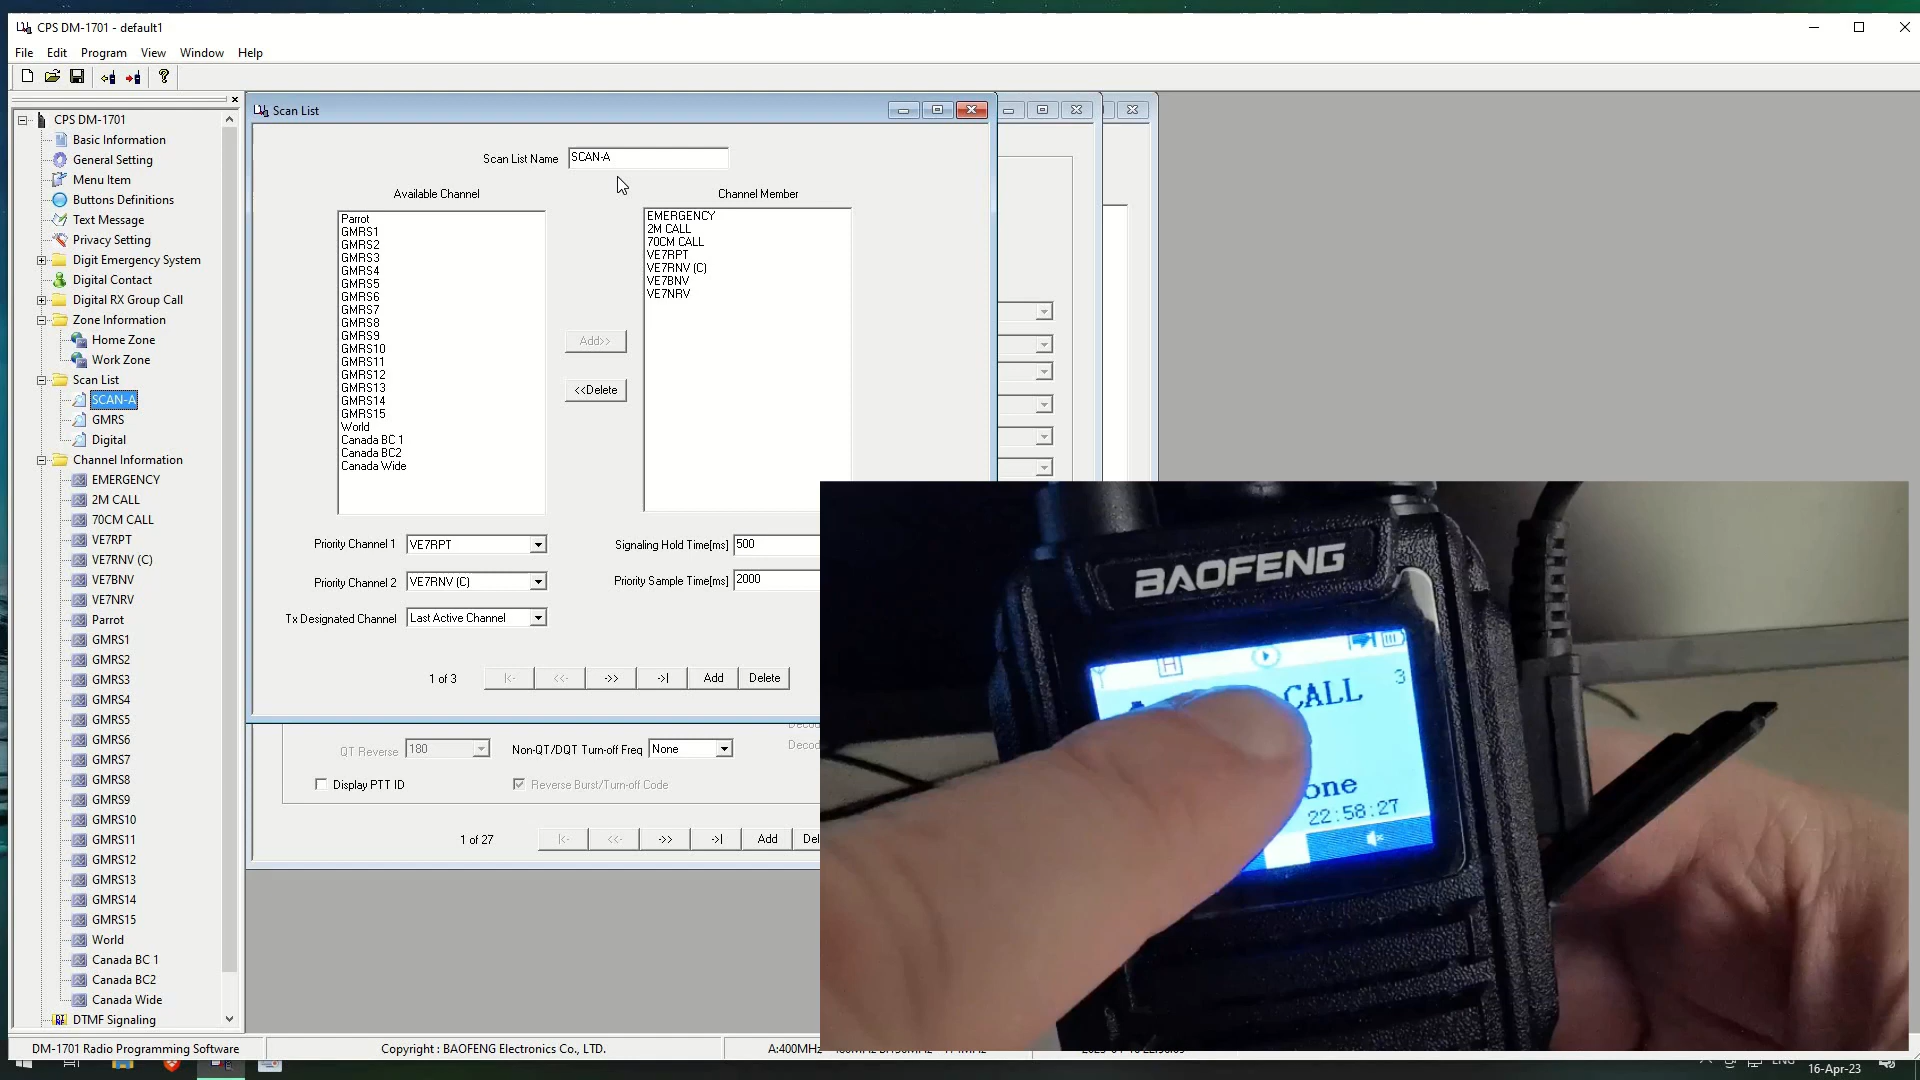 CPS DM-1701 - default1
File Edit Program View Window Help
CPS DM-1701
Basic Information
General Setting
Menu Item
Buttons Definitions
Text Message
Privacy Setting
Digit Emergency System
Digital Contact
Digital RX Group Call
Zone Information
Home Zone
Work Zone
Scan List
SCAN-A
GMRS
Digital
Channel Information
EMERGENCY
2M CALL
70CM CALL
VE7RPT
VE7RNV (C)
VE7BNV
VE7NRV
Parrot
GMRS1
GMRS2
GMRS3
GMRS4
GMRS5
GMRS6
GMRS7
GMRS8
GMRS9
GMRS10
GMRS11
GMRS12
GMRS13
GMRS14
GMRS15
World
Canada BC 1
Canada BC2
Canada Wide
DTMF Signaling
Scan List
Scan List Name SCAN-A
Available Channel
Parrot
GMRS1
GMRS2
GMRS3
GMRS4
GMRS5
GMRS6
GMRS7
GMRS8
GMRS9
GMRS10
GMRS11
GMRS12
GMRS13
GMRS14
GMRS15
World
Canada BC 1
Canada BC2
Canada Wide
Add>>
<<Delete
Channel Member
EMERGENCY
2M CALL
70CM CALL
VE7RPT
VE7RNV (C)
VE7BNV
VE7NRV
Priority Channel 1 VE7RPT
Signaling Hold Time[ms] 500
Priority Channel 2 VE7RNV (C)
Priority Sample Time[ms] 2000
Tx Designated Channel Last Active Channel
1 of 3 |<- <<- ->> ->| Add Delete
QT Reverse 180 Non-QT/DQT Turn-off Freq None
Display PTT ID Reverse Burst/Turn-off Code
1 of 27 |<- <<- ->> ->| Add
BAOFENG
H
3
CALL
22:58:27
DM-1701 Radio Programming Software Copyright : BAOFENG Electronics Co., LTD.
16-Apr-23